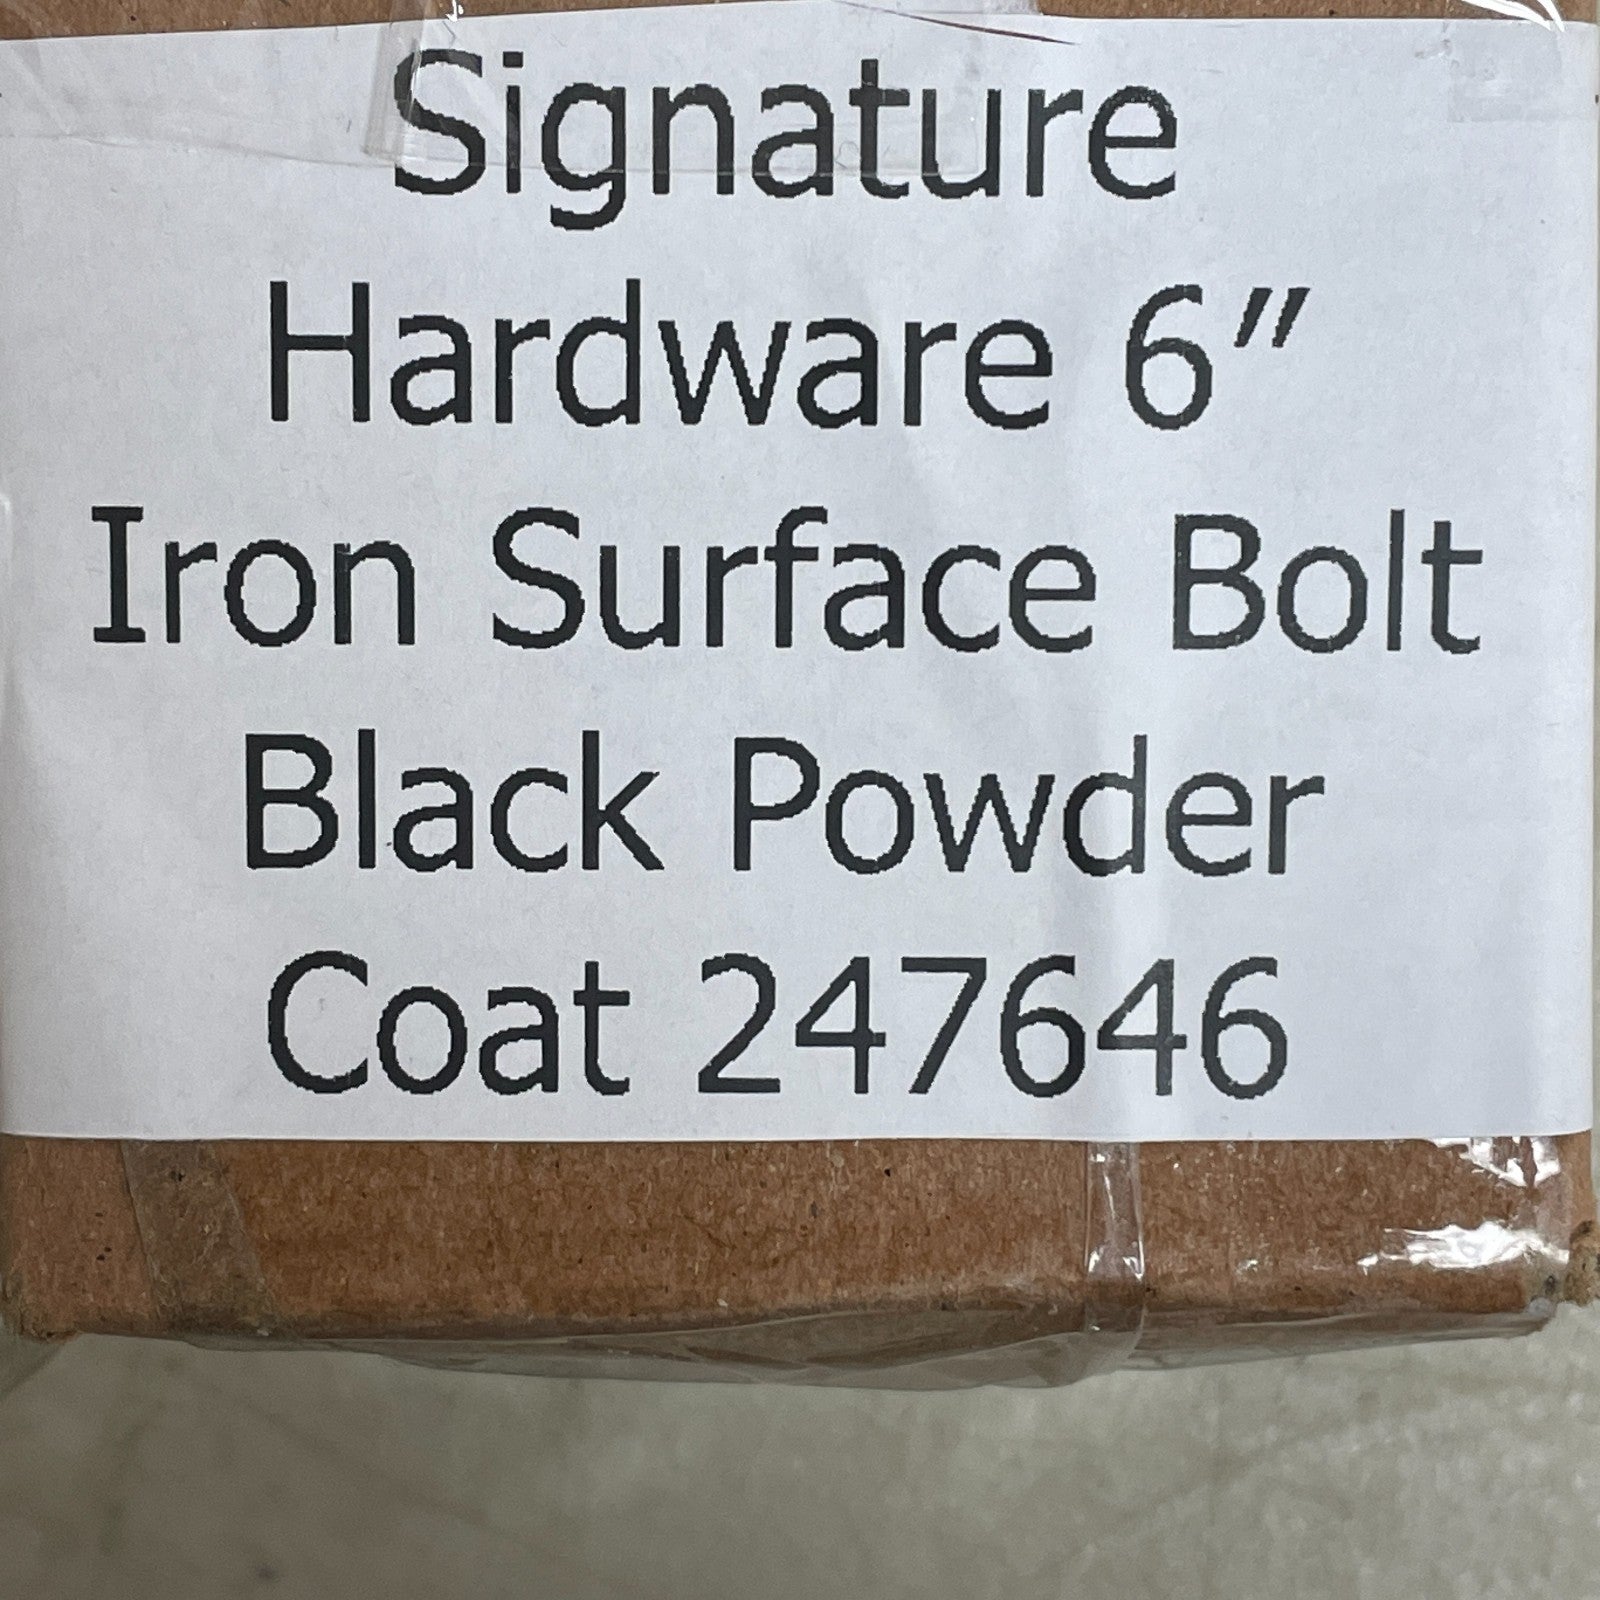 Signature
Hardware 6"
Iron Surface Bolt
Black Powder
Coat 247646